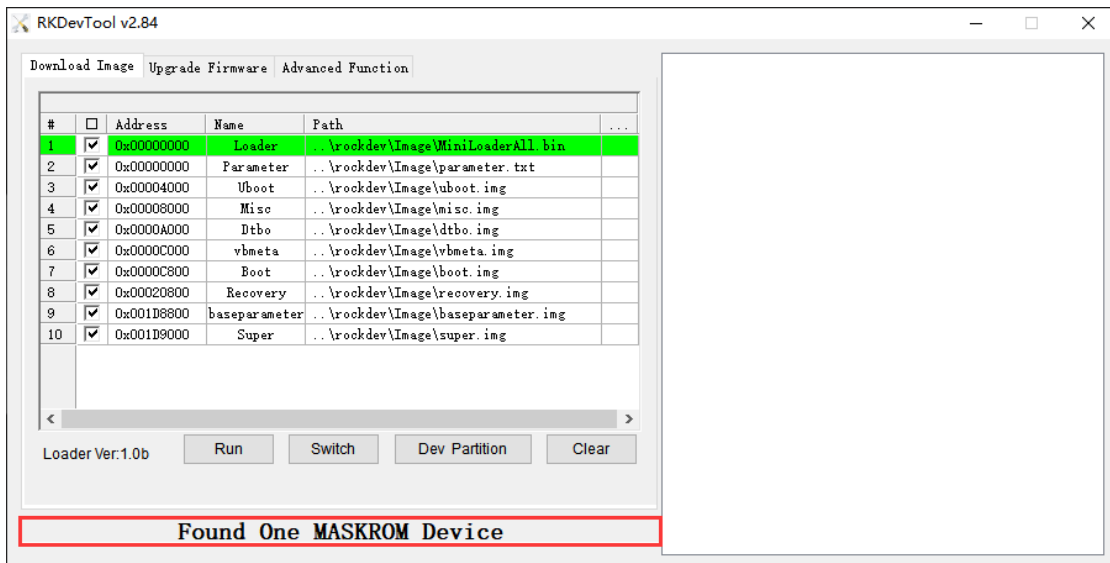 RKDevTool v2.84
Download Image Upgrade Firmware Advanced Function
# Address Name Path ...
1 0x00000000 Loader ..\rockdev\Image\MiniLoaderAll.bin
2 0x00000000 Parameter ..\rockdev\Image\parameter.txt
3 0x00004000 Uboot ..\rockdev\Image\uboot.img
4 0x00008000 Misc ..\rockdev\Image\misc.img
5 0x0000A000 Dtbo ..\rockdev\Image\dtbo.img
6 0x0000C000 vbmeta ..\rockdev\Image\vbmeta.img
7 0x0000C800 Boot ..\rockdev\Image\boot.img
8 0x00020800 Recovery ..\rockdev\Image\recovery.img
9 0x001D8800 baseparameter ..\rockdev\Image\baseparameter.img
10 0x001D9000 Super ..\rockdev\Image\super.img
Loader Ver:1.0b Run Switch Dev Partition Clear
Found One MASKROM Device